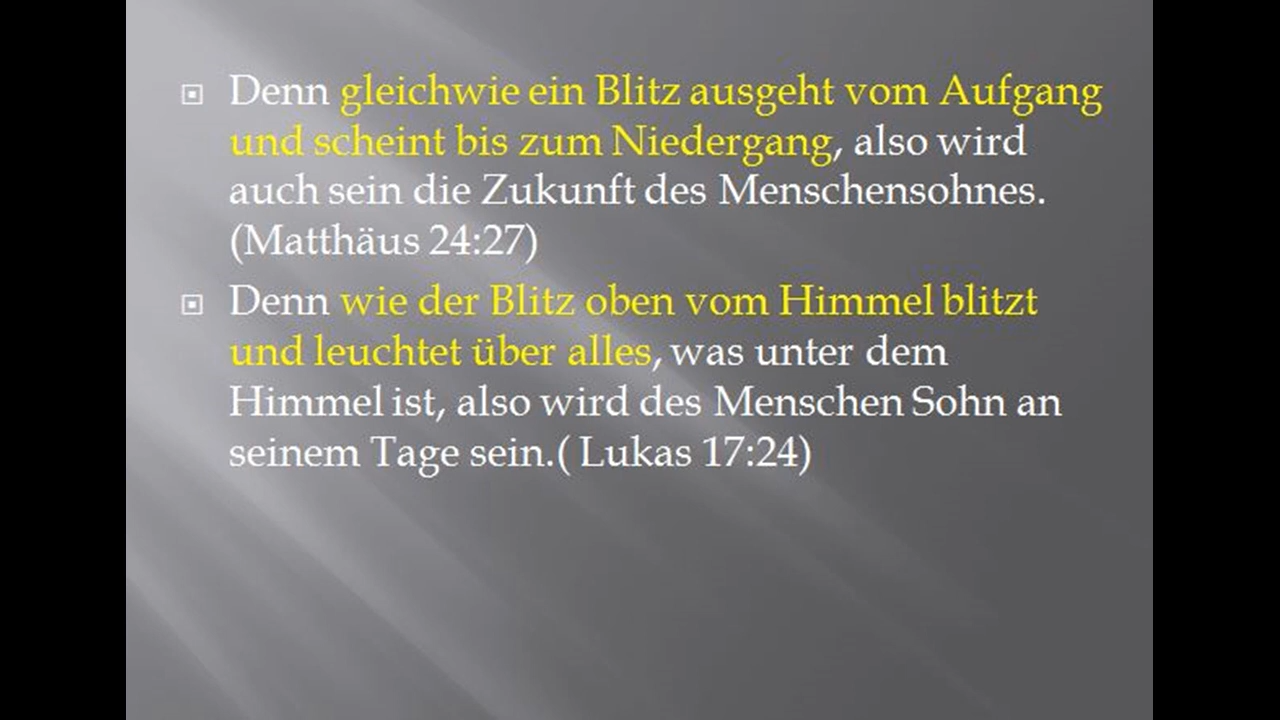 Denn gleichwie ein Blitz ausgeht vom Aufgang
und scheint bis zum Niedergang, also wird
auch sein die Zukunft des Menschensohnes.
(Matthäus 24:27)
Denn wie der Blitz oben vom Himmel blitzt
und leuchtet über alles, was unter dem
Himmel ist, also wird des Menschen Sohn an
seinem Tage sein.( Lukas 17:24)